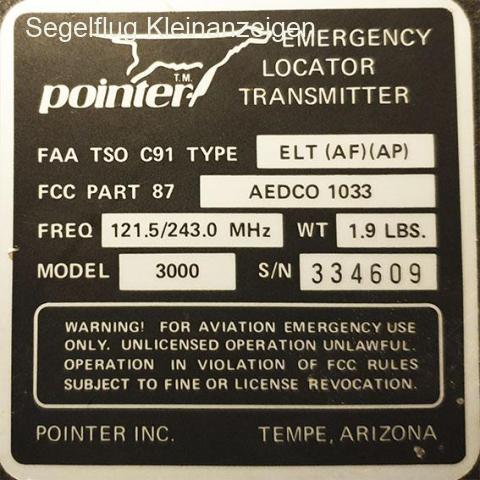 Segelflug Kleinanzeigen
pointer T.M.
EMERGENCY
LOCATOR
TRANSMITTER
FAA TSO C91 TYPE ELT (AF)(AP)
FCC PART 87 AEDCO 1033
FREQ 121.5/243.0 MHz WT 1.9 LBS.
MODEL 3000 S/N 334609
WARNING! FOR AVIATION EMERGENCY USE
ONLY. UNLICENSED OPERATION UNLAWFUL.
OPERATION IN VIOLATION OF FCC RULES
SUBJECT TO FINE OR LICENSE REVOCATION.
POINTER INC. TEMPE, ARIZONA